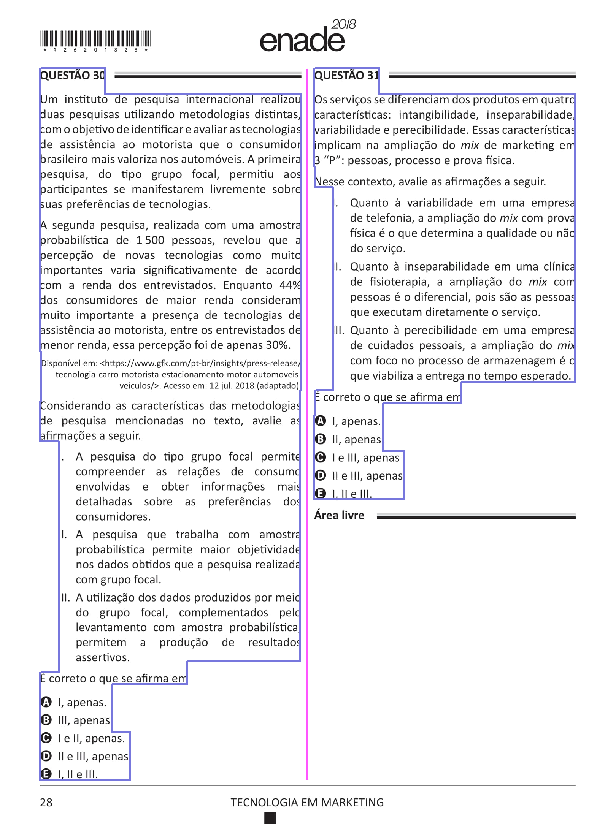 *R2820182 8*
enade2018
QUESTÃO 30
Um instituto de pesquisa internacional realizou
duas pesquisas utilizando metodologias distintas,
com o objetivo de identificar e avaliar as tecnologias
de assistência ao motorista que o consumidor
brasileiro mais valoriza nos automóveis. A primeira
pesquisa, do tipo grupo focal, permitiu aos
participantes se manifestarem livremente sobre
suas preferências de tecnologias.
A segunda pesquisa, realizada com uma amostra
probabilística de 1 500 pessoas, revelou que a
percepção de novas tecnologias como muito
importantes varia significativamente de acordo
com a renda dos entrevistados. Enquanto 44%
dos consumidores de maior renda consideram
muito importante a presença de tecnologias de
assistência ao motorista, entre os entrevistados de
menor renda, essa percepção foi de apenas 30%.
Disponível em: <https://www.gfk.com/pt-br/insights/press-release/
tecnologia-carro-motorista-estacionamento-motor-automoveis-
veiculos/>. Acesso em: 12 jul. 2018 (adaptado).
Considerando as características das metodologias
de pesquisa mencionadas no texto, avalie as
afirmações a seguir.
I. A pesquisa do tipo grupo focal permite
compreender as relações de consumo
envolvidas e obter informações mais
detalhadas sobre as preferências dos
consumidores.
II. A pesquisa que trabalha com amostra
probabilística permite maior objetividade
nos dados obtidos que a pesquisa realizada
com grupo focal.
III. A utilização dos dados produzidos por meio
do grupo focal, complementados pelo
levantamento com amostra probabilística,
permitem a produção de resultados
assertivos.
É correto o que se afirma em
A I, apenas.
B III, apenas
C I e II, apenas.
D II e III, apenas
E I, II e III.
QUESTÃO 31
Os serviços se diferenciam dos produtos em quatro
características: intangibilidade, inseparabilidade,
variabilidade e perecibilidade. Essas características
implicam na ampliação do mix de marketing em
3 "P": pessoas, processo e prova física.
Nesse contexto, avalie as afirmações a seguir.
I. Quanto à variabilidade em uma empresa
de telefonia, a ampliação do mix com prova
física é o que determina a qualidade ou não
do serviço.
II. Quanto à inseparabilidade em uma clínica
de fisioterapia, a ampliação do mix com
pessoas é o diferencial, pois são as pessoas
que executam diretamente o serviço.
III. Quanto à perecibilidade em uma empresa
de cuidados pessoais, a ampliação do mix
com foco no processo de armazenagem é o
que viabiliza a entrega no tempo esperado.
É correto o que se afirma em
A I, apenas.
B II, apenas
C I e III, apenas
D II e III, apenas
E I, II e III.
Área livre
28
TECNOLOGIA EM MARKETING